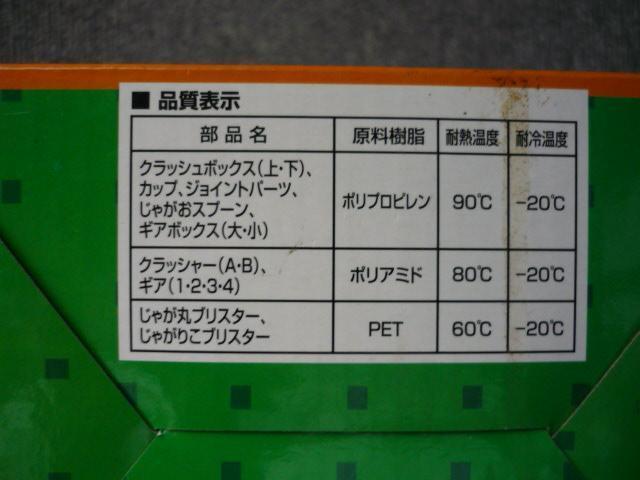 ■ 品質表示
部品名 原料樹脂 耐熱温度 耐冷温度
クラッシュボックス(上・下)、
カップ、ジョイントパーツ、
じゃがおスプーン、
ギアボックス(大・小)
ポリプロピレン 90℃ -20℃
クラッシャー(A・B)、
ギア(1・2・3・4)
ポリアミド 80℃ -20℃
じゃが丸ブリスター、
じゃがりこブリスター
PET 60℃ -20℃